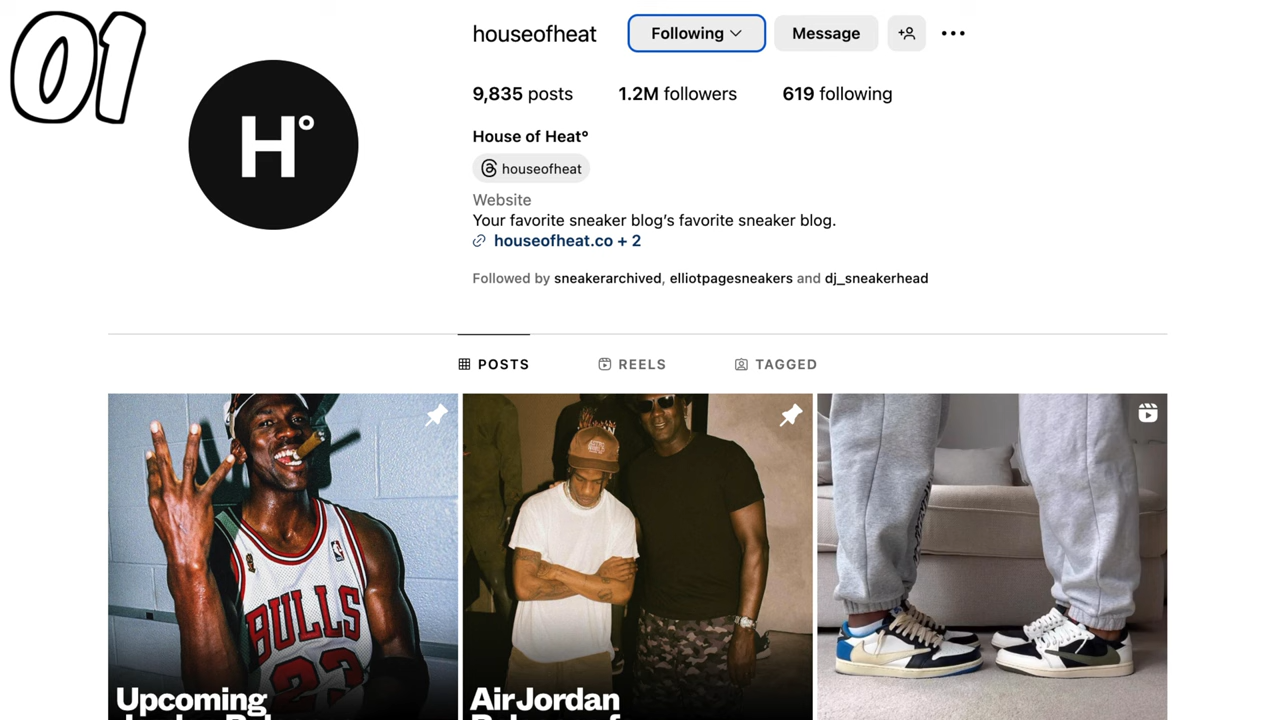 01
houseofheat Following Message
9,835 posts 1.2M followers 619 following
H°
House of Heat°
houseofheat
Website
Your favorite sneaker blog’s favorite sneaker blog.
houseofheat.co + 2
Followed by sneakerarchived, elliotpagesneakers and dj_sneakerhead
POSTS REELS TAGGED
BULLS
23
Upcoming
AirJordan